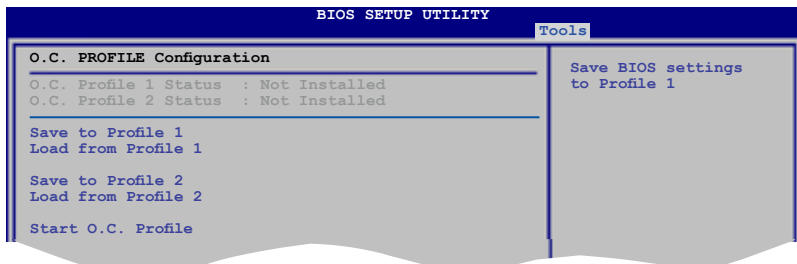 BIOS SETUP UTILITY
Tools
O.C. PROFILE Configuration
O.C. Profile 1 Status : Not Installed
O.C. Profile 2 Status : Not Installed
Save to Profile 1
Load from Profile 1
Save to Profile 2
Load from Profile 2
Start O.C. Profile
Save BIOS settings
to Profile 1